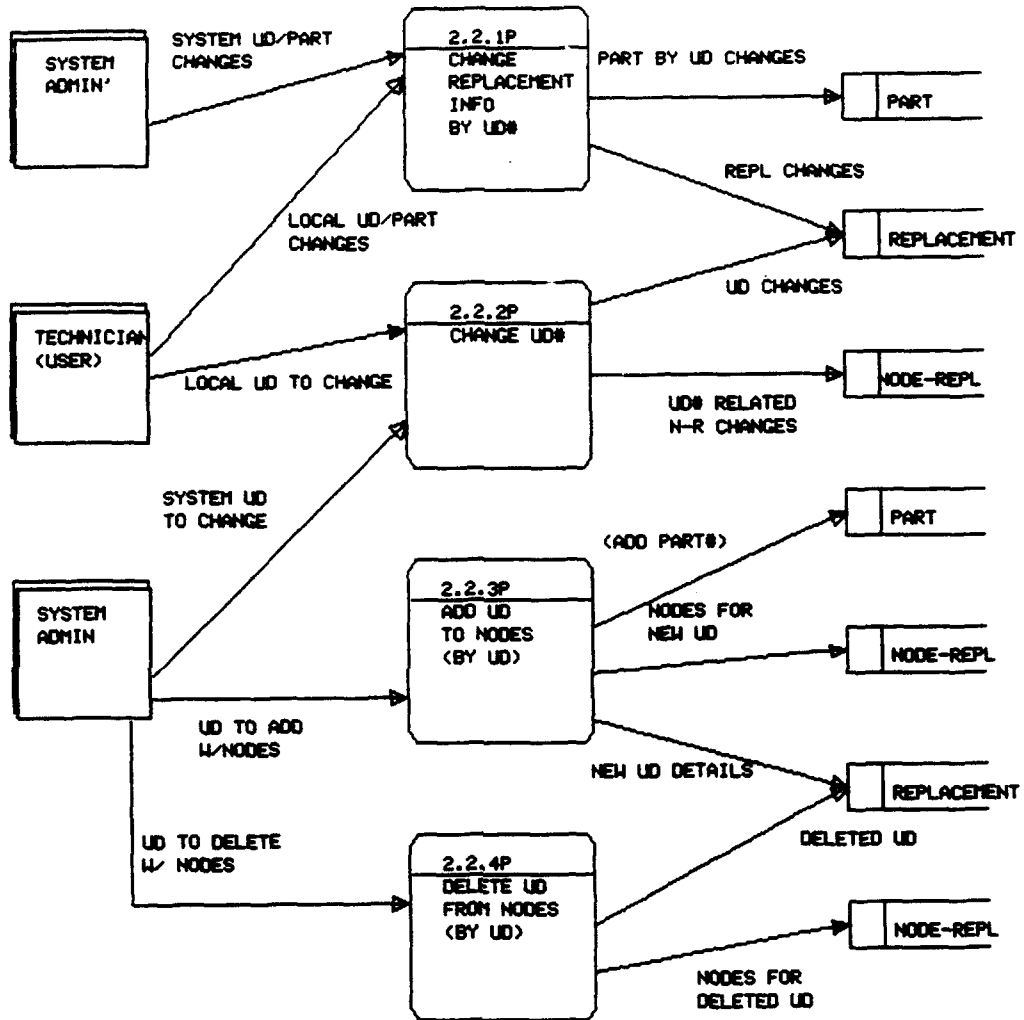 SYSTEM UD/PART
CHANGES
SYSTEM
ADMIN'
2.2.1P
CHANGE
REPLACEMENT
INFO
BY UD#
PART BY UD CHANGES
PART
REPL CHANGES
LOCAL UD/PART
CHANGES
REPLACEMENT
UD CHANGES
TECHNICIAN
(USER)
2.2.2P
CHANGE UD#
LOCAL UD TO CHANGE
NODE-REPL
UD# RELATED
N-R CHANGES
SYSTEM UD
TO CHANGE
PART
(ADD PART#)
SYSTEM
ADMIN
2.2.3P
ADD UD
TO NODES
(BY UD)
NODES FOR
NEW UD
NODE-REPL
UD TO ADD
W/NODES
NEW UD DETAILS
REPLACEMENT
DELETED UD
UD TO DELETE
W/ NODES
2.2.4P
DELETE UD
FROM NODES
(BY UD)
NODE-REPL
NODES FOR
DELETED UD